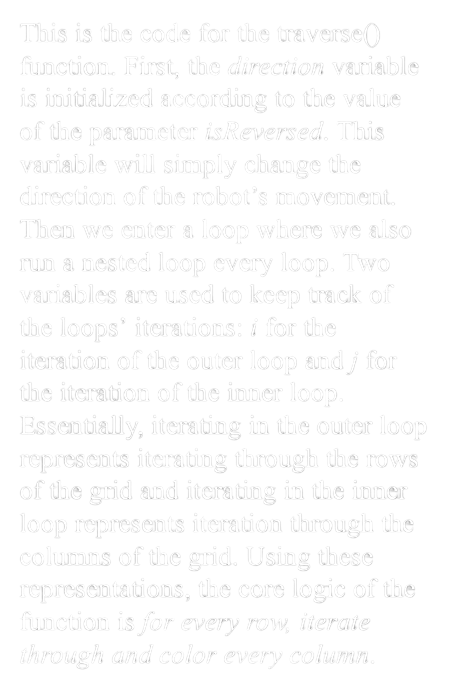 This is the code for the traverse()
function. First, the direction variable
is initialized according to the value
of the parameter isReversed. This
variable will simply change the
direction of the robot's movement.
Then we enter a loop where we also
run a nested loop every loop. Two
variables are used to keep track of
the loops' iterations: i for the
iteration of the outer loop and j for
the iteration of the inner loop.
Essentially, iterating in the outer loop
represents iterating through the rows
of the grid and iterating in the inner
loop represents iteration through the
columns of the grid. Using these
representations, the core logic of the
function is for every row, iterate
through and color every column.